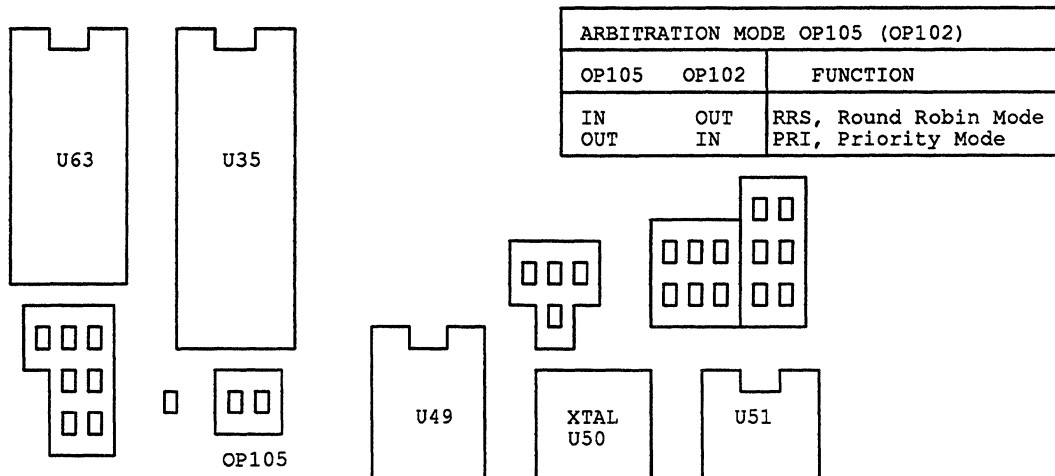 ARBITRATION MODE OP105 (OP102)
OP105 OP102 FUNCTION
IN OUT RRS, Round Robin Mode
OUT IN PRI, Priority Mode
U63
U35
U49
XTAL
U50
U51
OP105